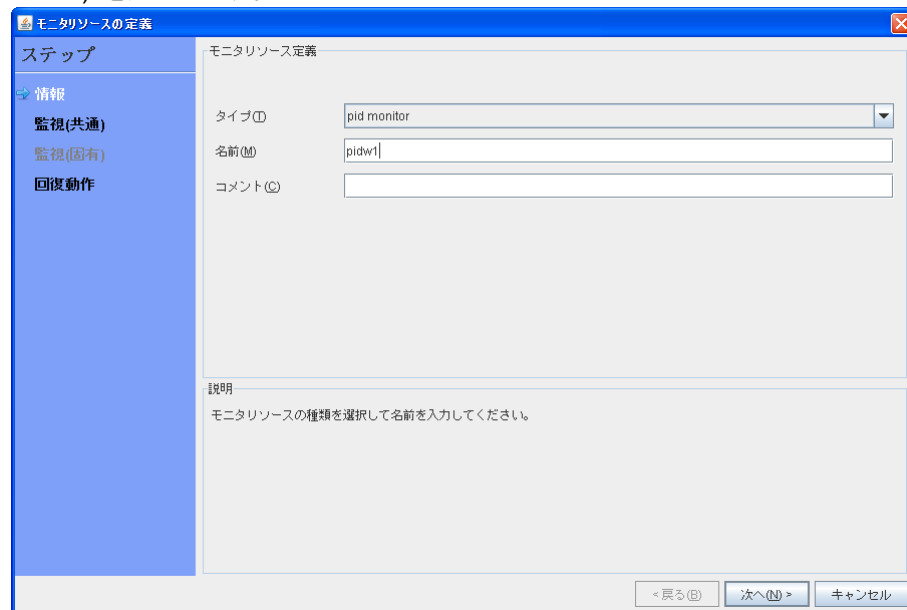 モニタリソースの定義
ステップ
情報
監視(共通)
監視(固有)
回復動作
モニタリソース定義
タイプ(T) pid monitor
名前(M) pidw1
コメント(C)
説明
モニタリソースの種類を選択して名前を入力してください。
<戻る(B) 次へ(N) > キャンセル